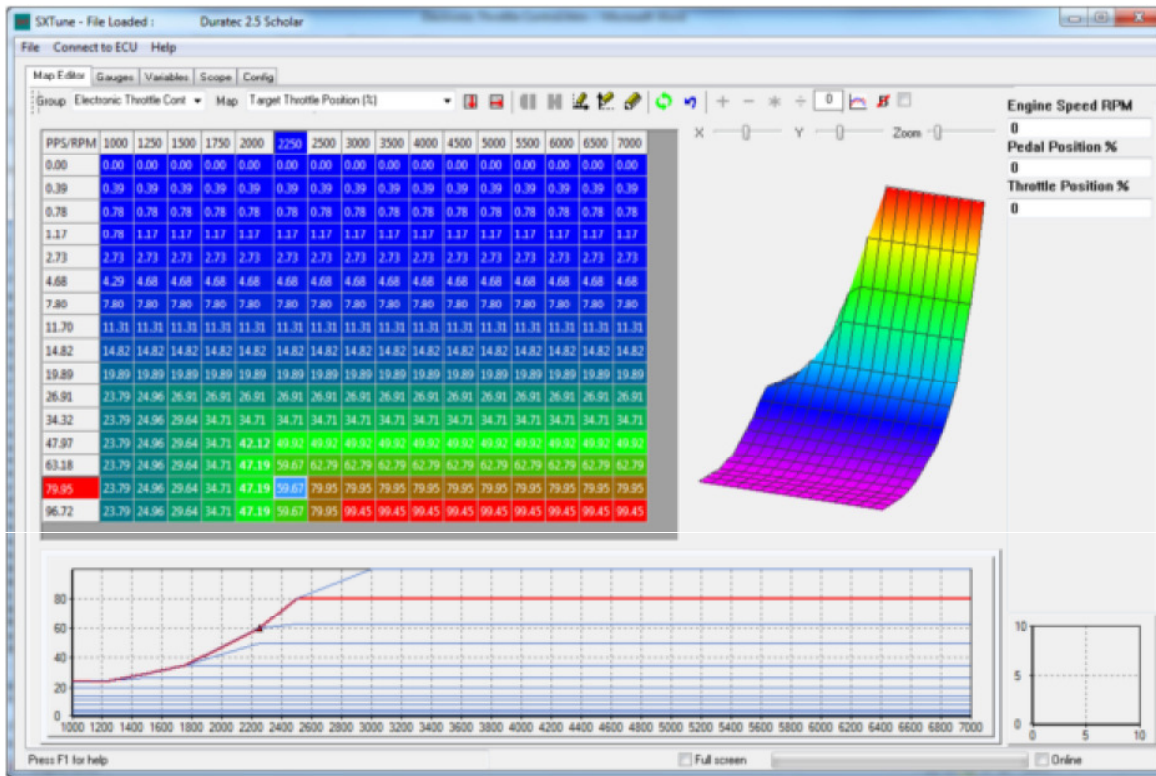 SXTune - File Loaded : Duratec 2.5 Scholar
File Connect to ECU Help
Map Editor Gauges Variables Scope Config
Group Electronic Throttle Cont Map Target Throttle Position (%) 0
Engine Speed RPM
0
Pedal Position %
0
Throttle Position %
0
X Y Zoom
PPS/RPM 1000 1250 1500 1750 2000 2250 2500 3000 3500 4000 4500 5000 5500 6000 6500 7000
0.00 0.00 0.00 0.00 0.00 0.00 0.00 0.00 0.00 0.00 0.00 0.00 0.00 0.00 0.00 0.00 0.00
0.39 0.39 0.39 0.39 0.39 0.39 0.39 0.39 0.39 0.39 0.39 0.39 0.39 0.39 0.39 0.39 0.39
0.78 0.78 0.78 0.78 0.78 0.78 0.78 0.78 0.78 0.78 0.78 0.78 0.78 0.78 0.78 0.78 0.78
1.17 0.78 1.17 1.17 1.17 1.17 1.17 1.17 1.17 1.17 1.17 1.17 1.17 1.17 1.17 1.17 1.17
2.73 2.73 2.73 2.73 2.73 2.73 2.73 2.73 2.73 2.73 2.73 2.73 2.73 2.73 2.73 2.73 2.73
4.68 4.29 4.68 4.68 4.68 4.68 4.68 4.68 4.68 4.68 4.68 4.68 4.68 4.68 4.68 4.68 4.68
7.80 7.80 7.80 7.80 7.80 7.80 7.80 7.80 7.80 7.80 7.80 7.80 7.80 7.80 7.80 7.80 7.80
11.70 11.31 11.31 11.31 11.31 11.31 11.31 11.31 11.31 11.31 11.31 11.31 11.31 11.31 11.31 11.31 11.31
14.82 14.82 14.82 14.82 14.82 14.82 14.82 14.82 14.82 14.82 14.82 14.82 14.82 14.82 14.82 14.82 14.82
19.89 19.89 19.89 19.89 19.89 19.89 19.89 19.89 19.89 19.89 19.89 19.89 19.89 19.89 19.89 19.89 19.89
26.91 23.79 24.96 26.91 26.91 26.91 26.91 26.91 26.91 26.91 26.91 26.91 26.91 26.91 26.91 26.91 26.91
34.32 23.79 24.96 29.64 34.71 34.71 34.71 34.71 34.71 34.71 34.71 34.71 34.71 34.71 34.71 34.71 34.71
47.97 23.79 24.96 29.64 34.71 42.12 49.92 49.92 49.92 49.92 49.92 49.92 49.92 49.92 49.92 49.92 49.92
63.18 23.79 24.96 29.64 34.71 47.19 59.67 62.79 62.79 62.79 62.79 62.79 62.79 62.79 62.79 62.79 62.79
79.95 23.79 24.96 29.64 34.71 47.19 59.67 79.95 79.95 79.95 79.95 79.95 79.95 79.95 79.95 79.95 79.95
96.72 23.79 24.96 29.64 34.71 47.19 59.67 79.95 99.45 99.45 99.45 99.45 99.45 99.45 99.45 99.45 99.45
80
60
40
20
0
1000 1200 1400 1600 1800 2000 2200 2400 2600 2800 3000 3200 3400 3600 3800 4000 4200 4400 4600 4800 5000 5200 5400 5600 5800 6000 6200 6400 6600 6800 7000
10
5
0
0 5 10
Press F1 for help Full screen Online